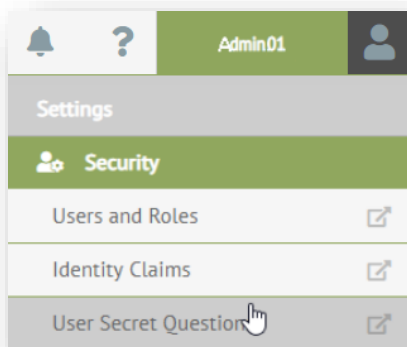 ?
Admin01
Settings
Security
Users and Roles
Identity Claims
User Secret Question